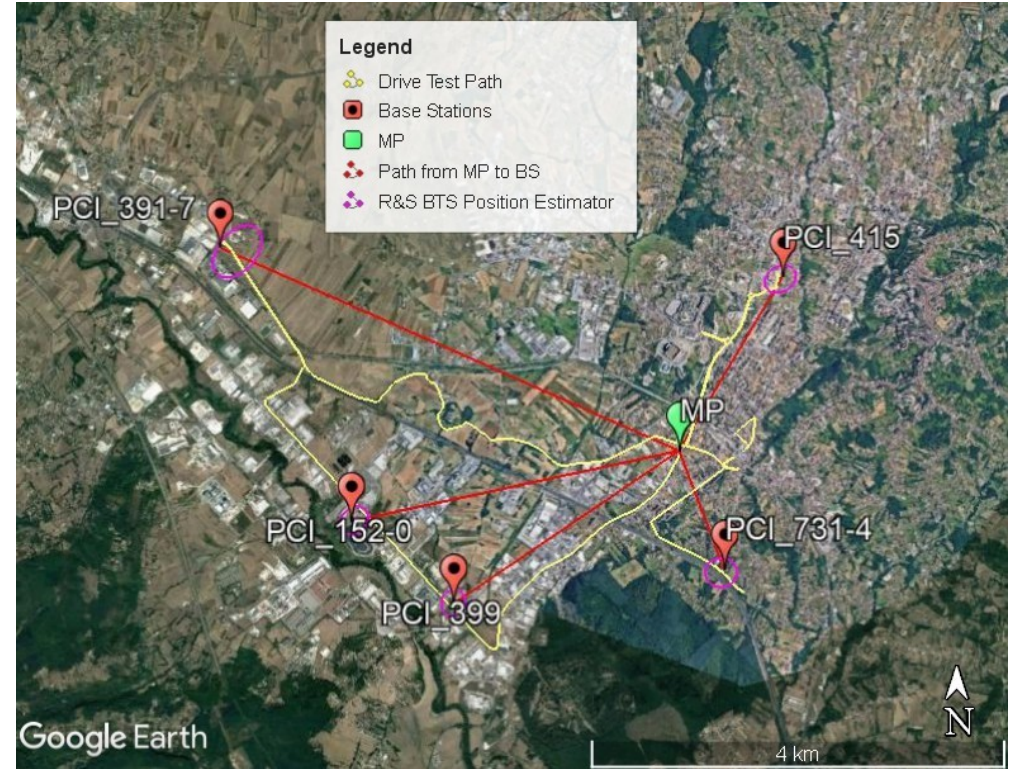 Legend
Drive Test Path
Base Stations
MP
Path from MP to BS
R&S BTS Position Estimator
PCI_391-7
PCI_415
MP
PCI_152-0
PCI_731-4
PCI_399
N
Google Earth
4 km